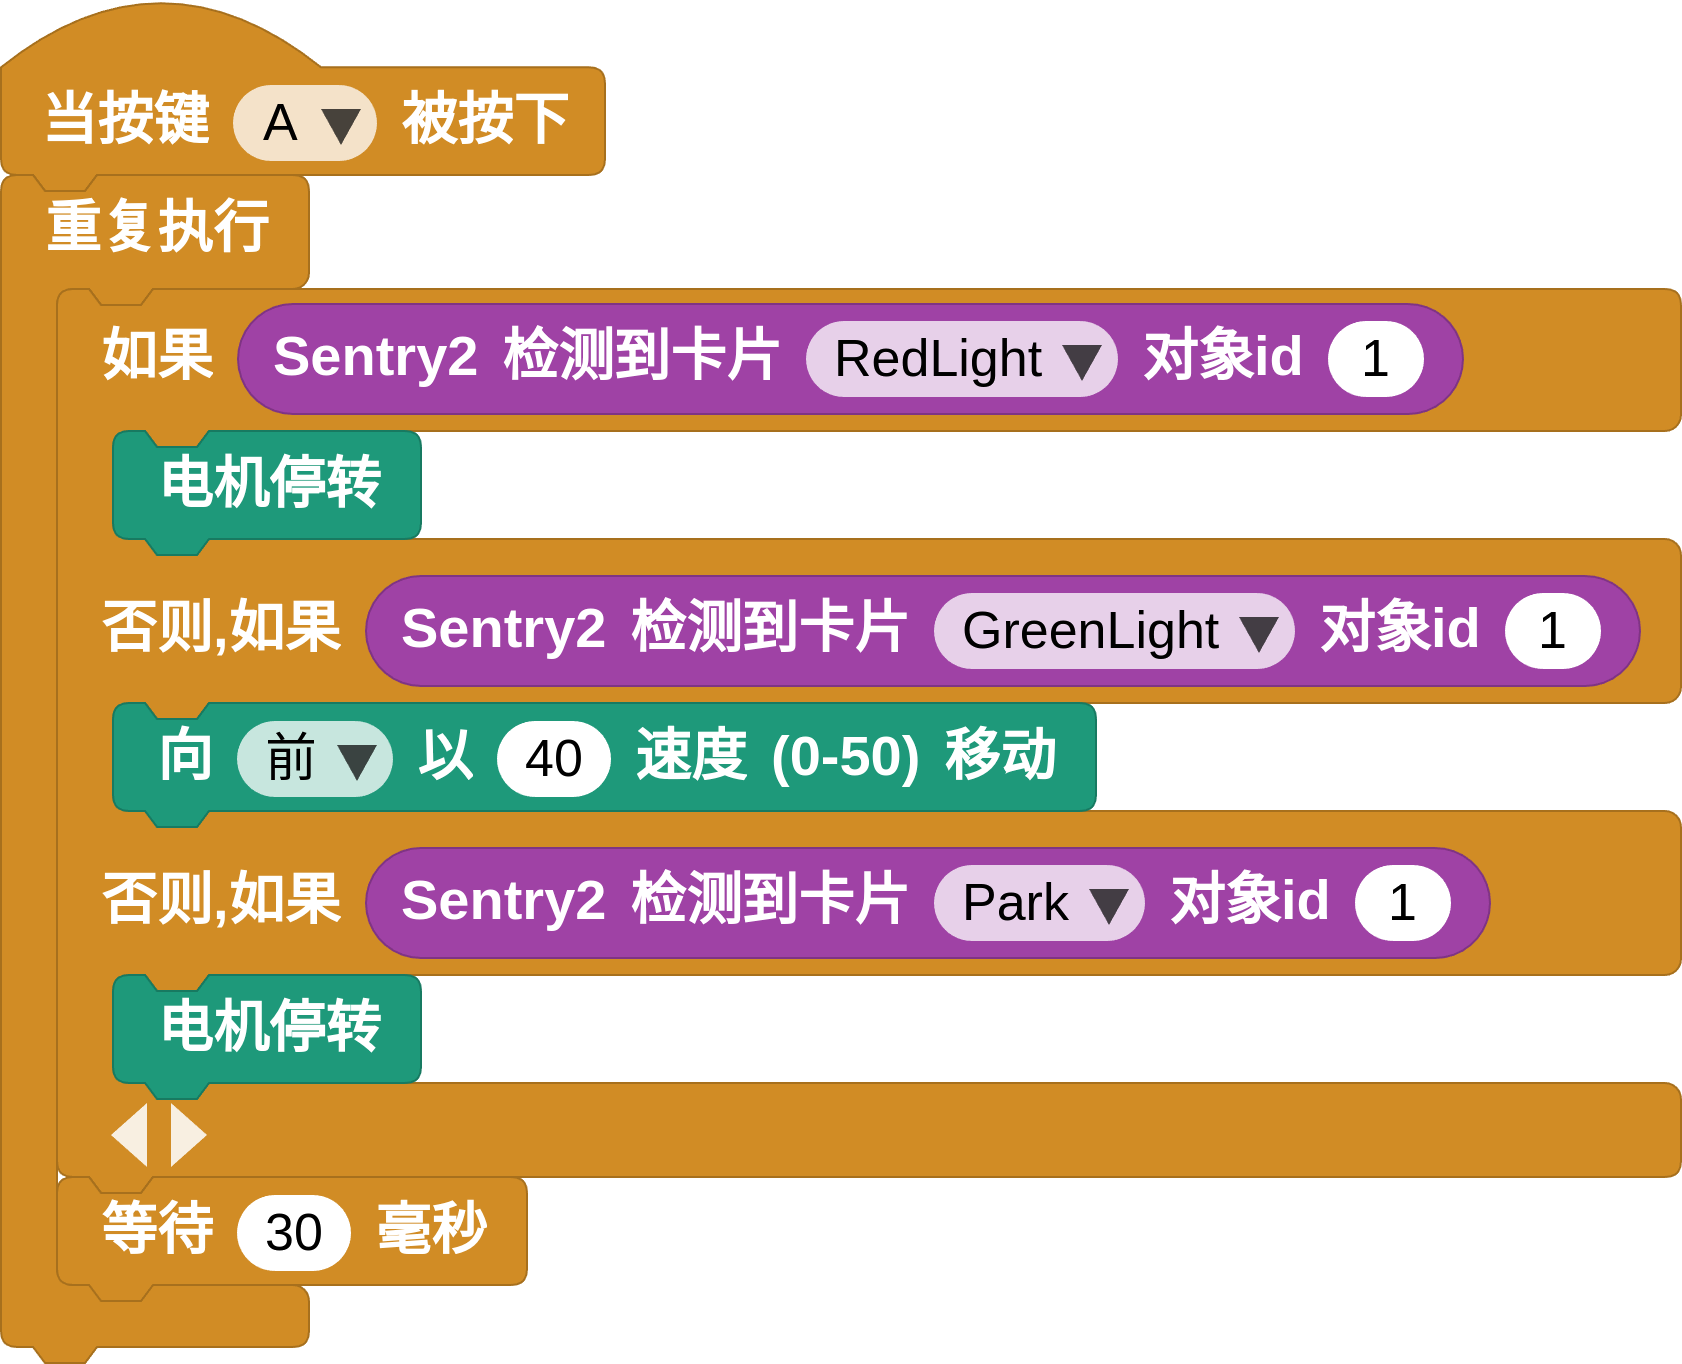 当按键 A 被按下
重复执行
如果 Sentry2 检测到卡片 RedLight 对象id 1
电机停转
否则,如果 Sentry2 检测到卡片 GreenLight 对象id 1
向 前 以 40 速度 (0-50) 移动
否则,如果 Sentry2 检测到卡片 Park 对象id 1
电机停转
等待 30 毫秒